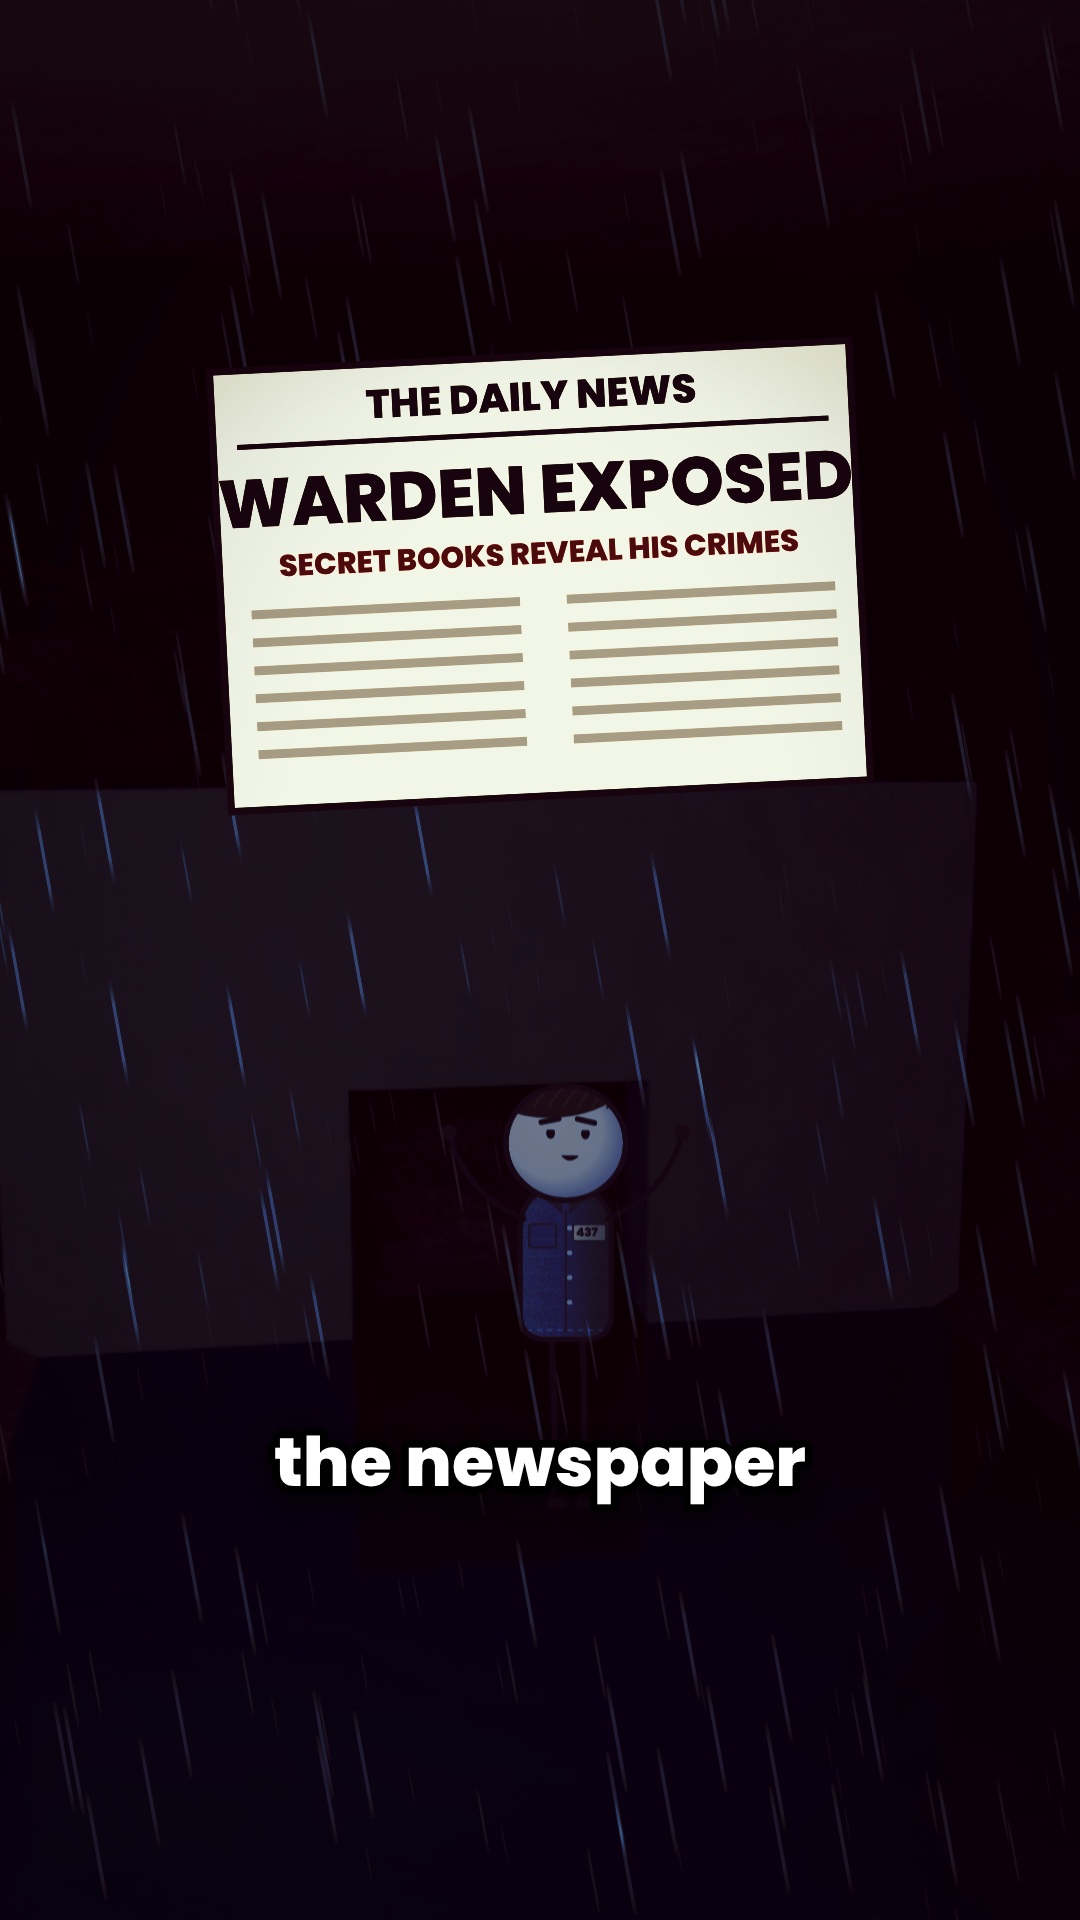 THE DAILY NEWS
WARDEN EXPOSED
SECRET BOOKS REVEAL HIS CRIMES
437
the newspaper